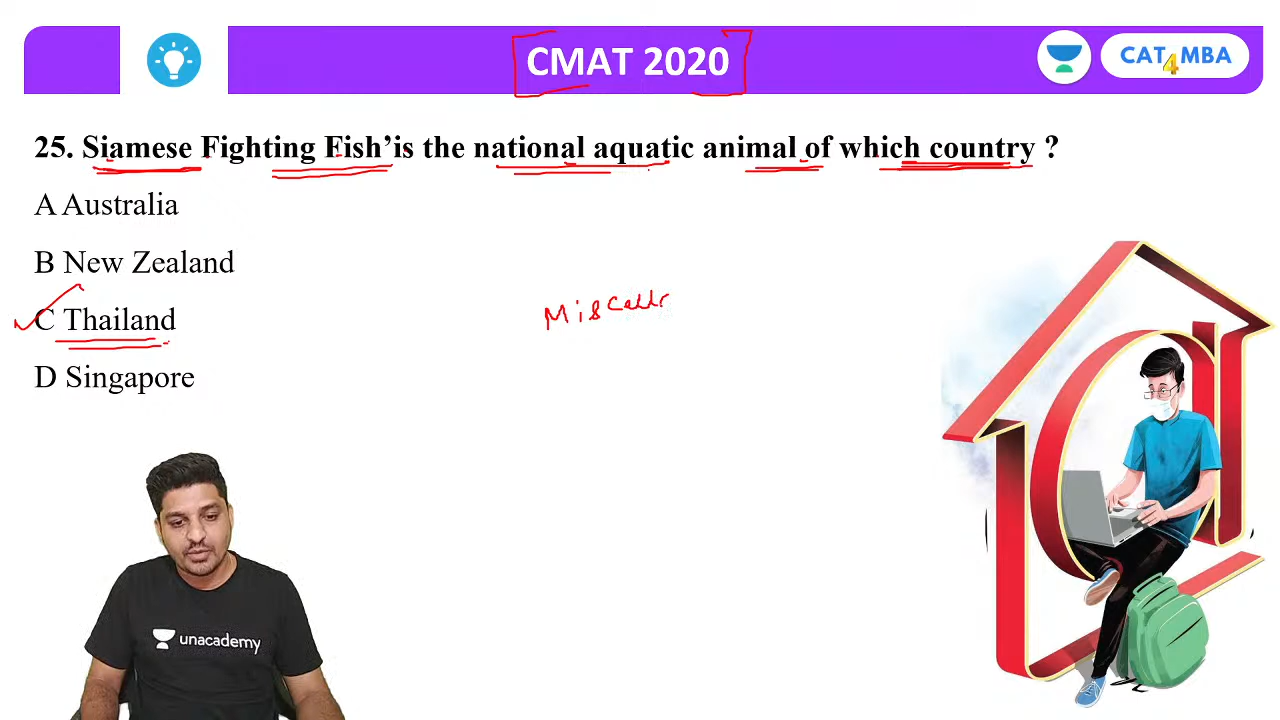 CMAT 2020
CAT4MBA
25. Siamese Fighting Fish'is the national aquatic animal of which country ?
A Australia
B New Zealand
C Thailand
D Singapore
unacademy